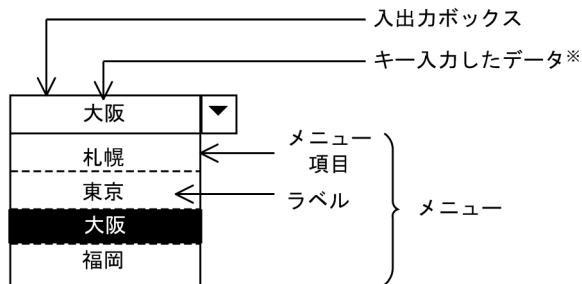 入出力ボックス
キー入力したデータ※
大阪
札幌
メニュー
項目
東京
ラベル
大阪
メニュー
福岡